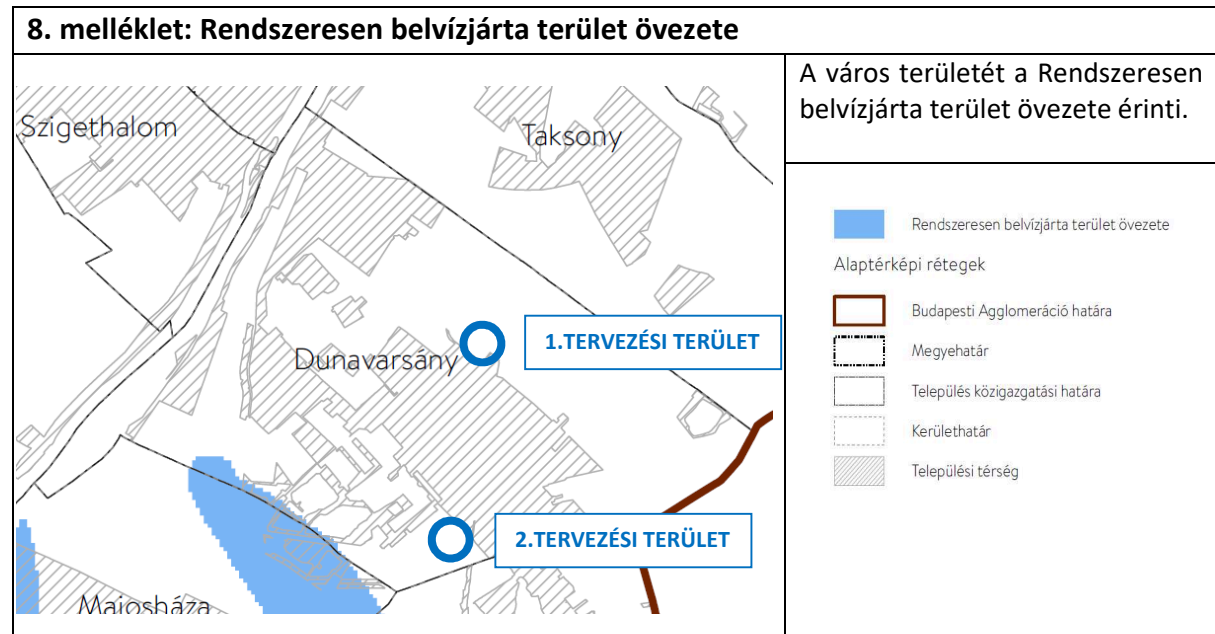 8. melléklet: Rendszeresen belvízjárta terület övezete
Szigethalom
Taksony
Dunavarsány
1.TERVEZÉSI TERÜLET
2.TERVEZÉSI TERÜLET
Majosháza
A város területét a Rendszeresen
belvízjárta terület övezete érinti.
Rendszeresen belvízjárta terület övezete
Alaptérképi rétegek
Budapesti Agglomeráció határa
Megyehatár
Település közigazgatási határa
Kerülethatár
Települési térség